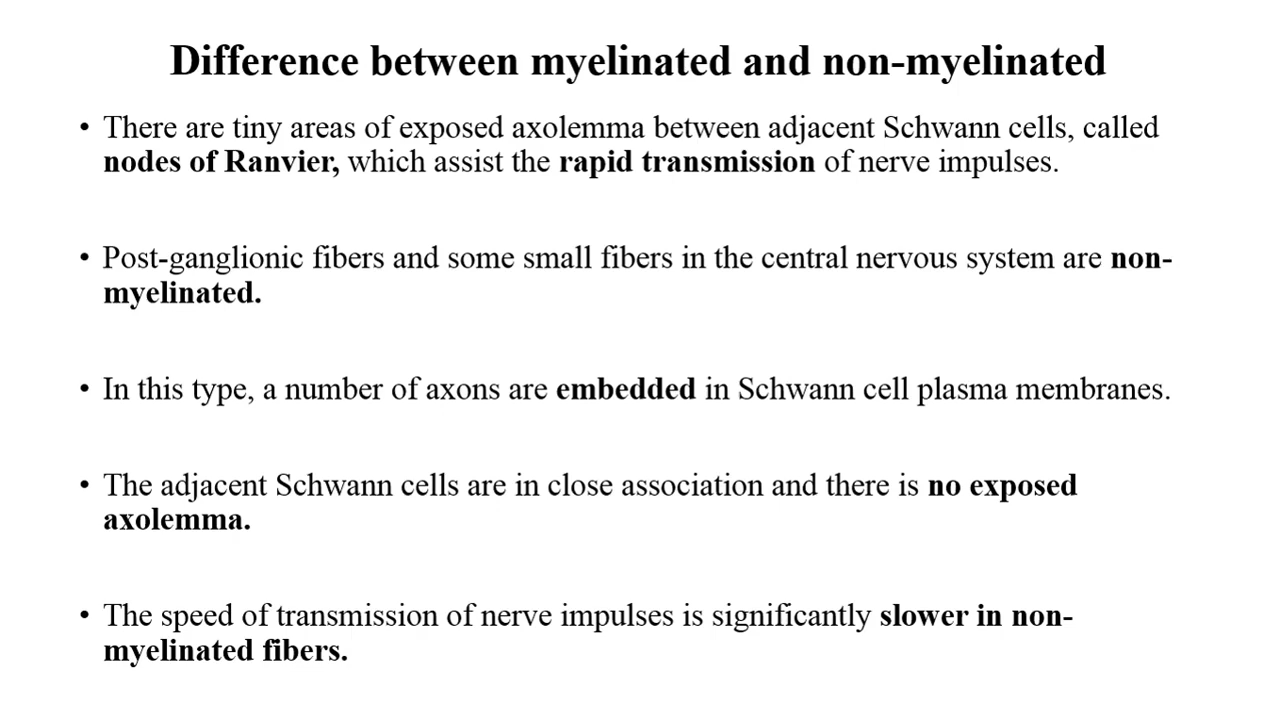 Difference between myelinated and non-myelinated
• There are tiny areas of exposed axolemma between adjacent Schwann cells, called
nodes of Ranvier, which assist the rapid transmission of nerve impulses.
• Post-ganglionic fibers and some small fibers in the central nervous system are non-
myelinated.
• In this type, a number of axons are embedded in Schwann cell plasma membranes.
• The adjacent Schwann cells are in close association and there is no exposed
axolemma.
• The speed of transmission of nerve impulses is significantly slower in non-
myelinated fibers.